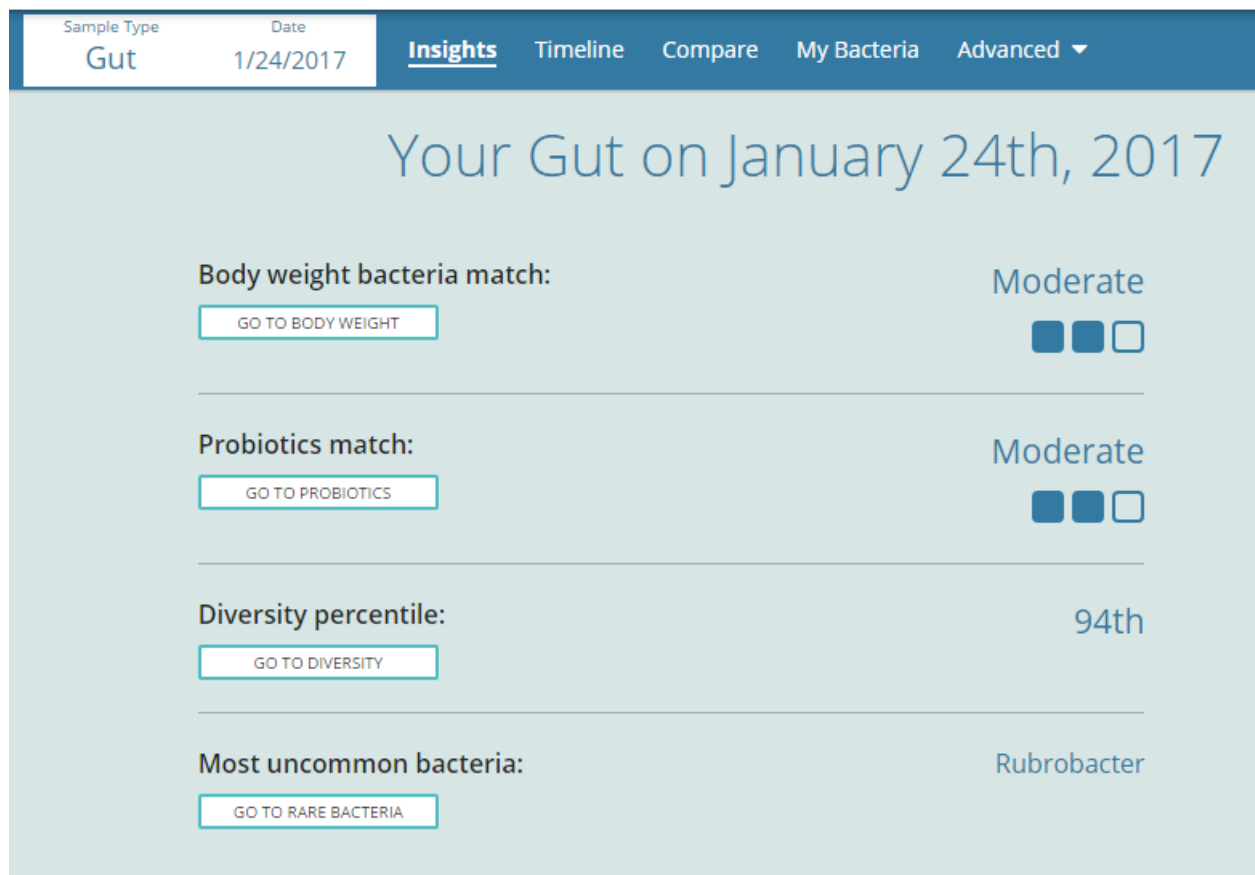 Sample Type Date
Gut 1/24/2017 Insights Timeline Compare My Bacteria Advanced
Your Gut on January 24th, 2017
Body weight bacteria match: Moderate
GO TO BODY WEIGHT
Probiotics match: Moderate
GO TO PROBIOTICS
Diversity percentile: 94th
GO TO DIVERSITY
Most uncommon bacteria: Rubrobacter
GO TO RARE BACTERIA